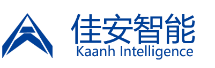 佳安智能
Kaanh Intelligence